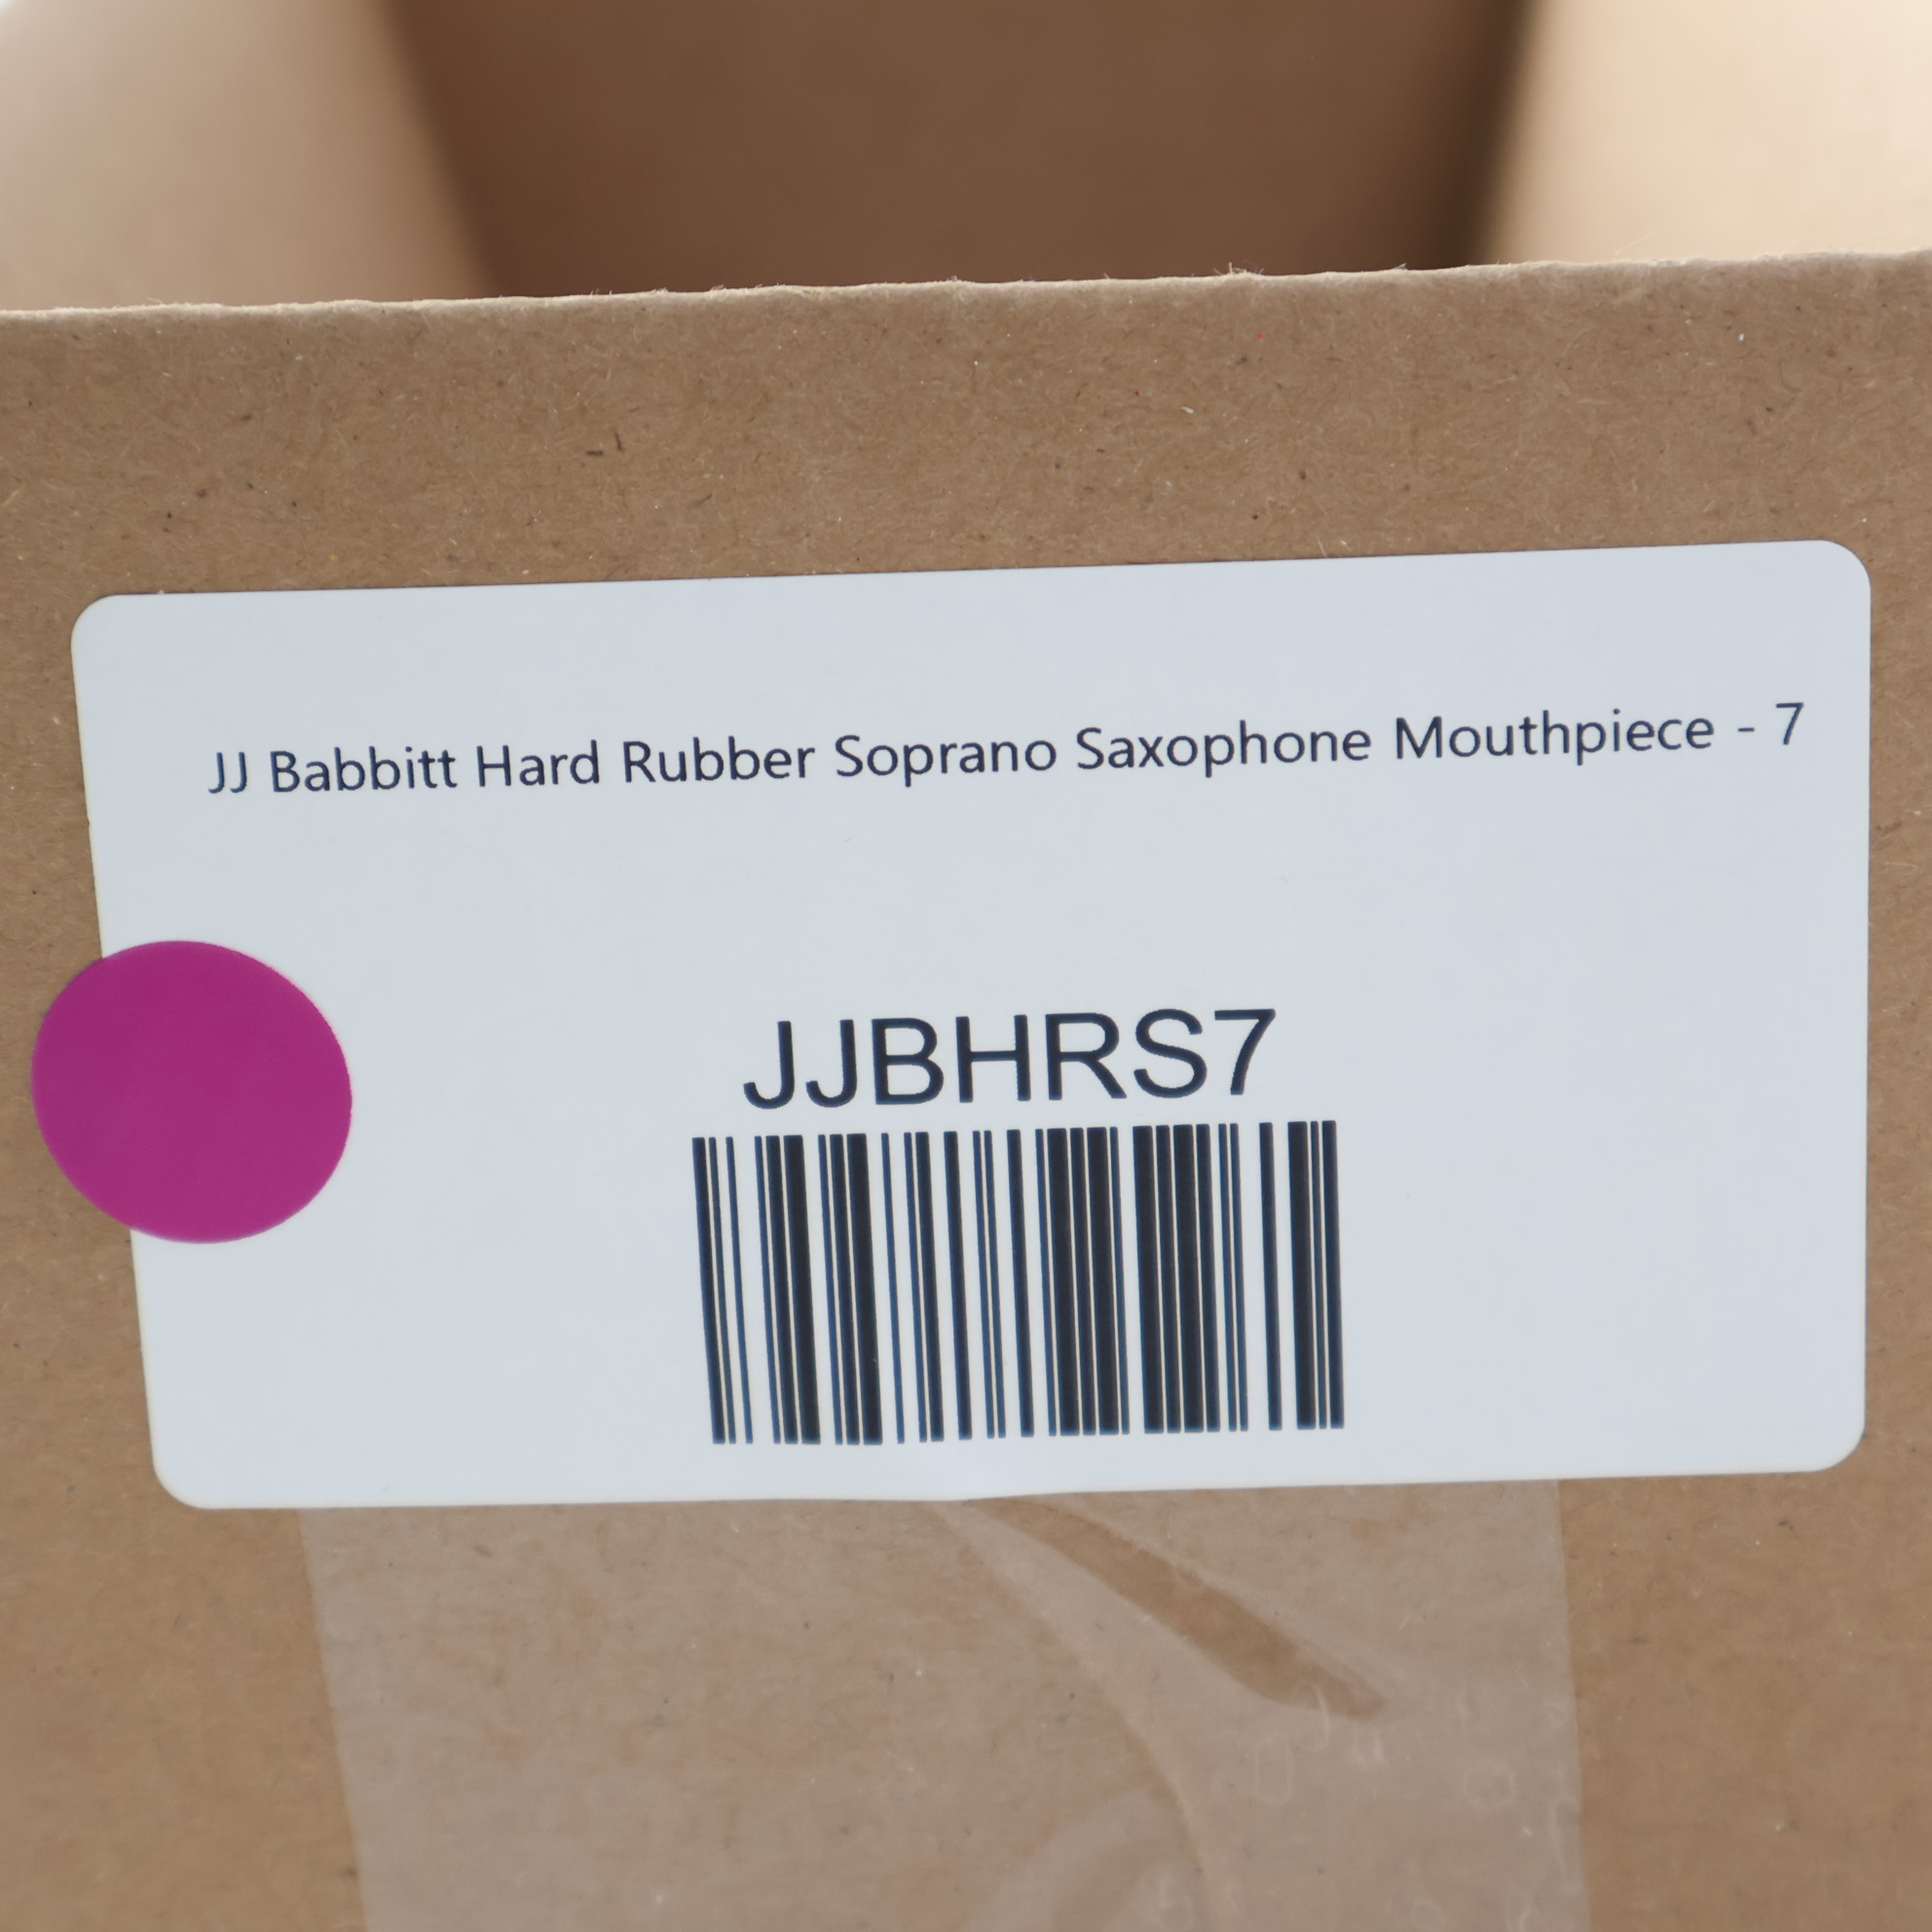 JJ Babbitt Hard Rubber Soprano Saxophone Mouthpiece - 7
JJBHRS7